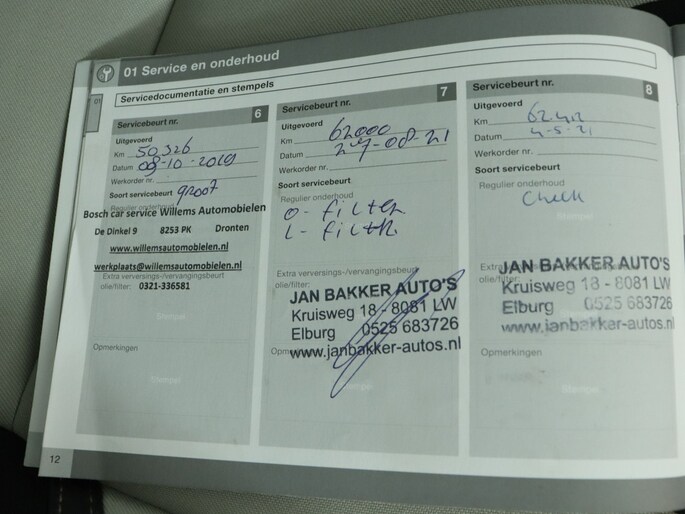 01 Service en onderhoud
01
Servicedocumentatie en stempels
Servicebeurt nr. 6
Uitgevoerd
Km 50326
Datum 08-10-2019
Werkorder nr.
Soort servicebeurt groot
Regulier onderhoud
Bosch car service Willems Automobielen
De Dinkel 9 8253 PK Dronten
www.willemsautomobielen.nl
werkplaats@willemsautomobielen.nl
Extra verversings-/vervangingsbeurt
olie/filter: 0321-336581
Stempel
Opmerkingen
Stempel
Servicebeurt nr. 7
Uitgevoerd
Km 62000
Datum 27-08-21
Werkorder nr.
Soort servicebeurt
Regulier onderhoud
o- filter
L- filter
Extra verversings-/vervangingsbeurt
olie/filter:
JAN BAKKER AUTO'S
Kruisweg 18 - 8081 LW
Elburg 0525 683726
www.janbakker-autos.nl
Stempel
Servicebeurt nr. 8
Uitgevoerd
Km
Datum 4-5-21
Werkorder nr.
Soort servicebeurt
Regulier onderhoud
Check
Stempel
JAN BAKKER AUTO'S
olie/filter:
Kruisweg 18 - 8081 LW
Elburg 0525 683726
www.janbakker-autos.nl
Opmerkingen
Stempel
12